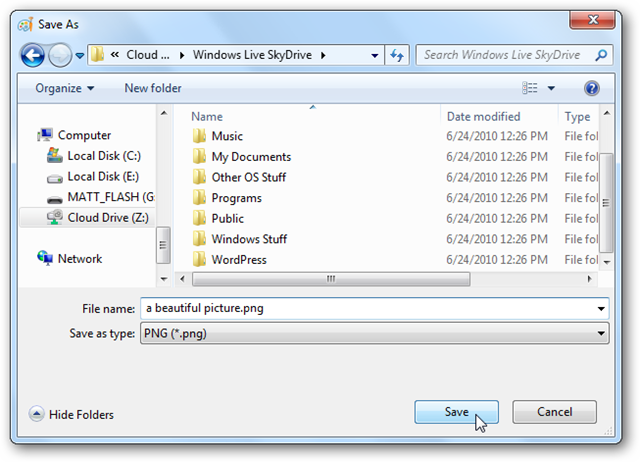 Save As
« Cloud ... ▸ Windows Live SkyDrive ▸ Search Windows Live SkyDrive
Organize ▼ New folder
Name Date modified Type
Computer
Local Disk (C:)
Local Disk (E:)
MATT_FLASH (G:
Cloud Drive (Z:)
Network
Music 6/24/2010 12:26 PM File fol
My Documents 6/24/2010 12:26 PM File fol
Other OS Stuff 6/24/2010 12:26 PM File fol
Programs 6/24/2010 12:26 PM File fol
Public 6/24/2010 12:26 PM File fol
Windows Stuff 6/24/2010 12:26 PM File fol
WordPress 6/24/2010 12:26 PM File fol
File name: a beautiful picture.png
Save as type: PNG (*.png)
Hide Folders Save Cancel